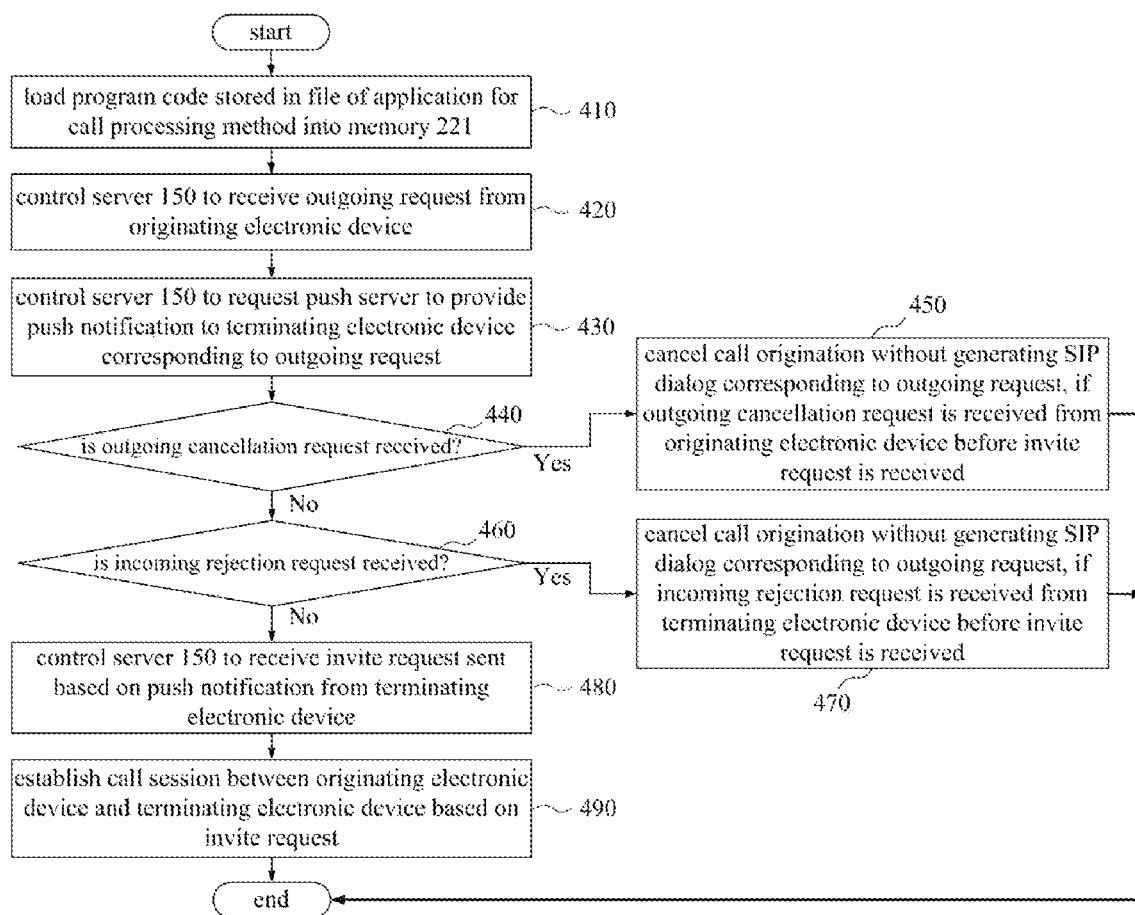 start
load program code stored in file of application for
call processing method into memory 221
410
control server 150 to receive outgoing request from
originating electronic device
420
control server 150 to request push server to provide
push notification to terminating electronic device
corresponding to outgoing request
430
is outgoing cancellation request received?
440
Yes
No
450
cancel call origination without generating SIP
dialog corresponding to outgoing request, if
outgoing cancellation request is received from
originating electronic device before invite
request is received
is incoming rejection request received?
460
Yes
No
cancel call origination without generating SIP
dialog corresponding to outgoing request, if
incoming rejection request is received from
terminating electronic device before invite
request is received
470
control server 150 to receive invite request sent
based on push notification from terminating
electronic device
480
establish call session between originating electronic
device and terminating electronic device based on
invite request
490
end